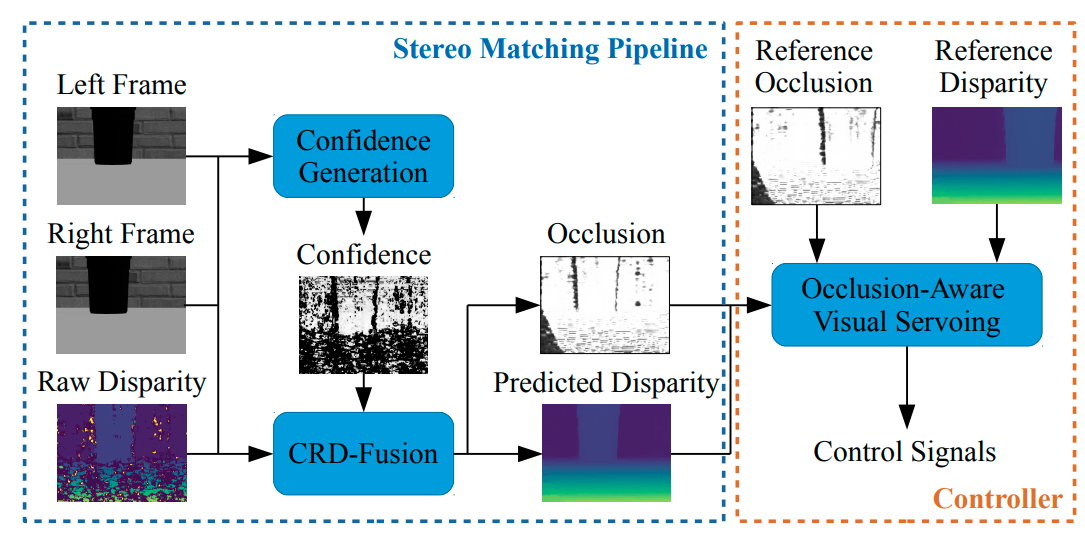 Stereo Matching Pipeline
Left Frame
Confidence
Generation
Right Frame
Confidence
Raw Disparity
CRD-Fusion
Occlusion
Predicted Disparity
Reference
Occlusion
Reference
Disparity
Occlusion-Aware
Visual Servoing
Control Signals
Controller